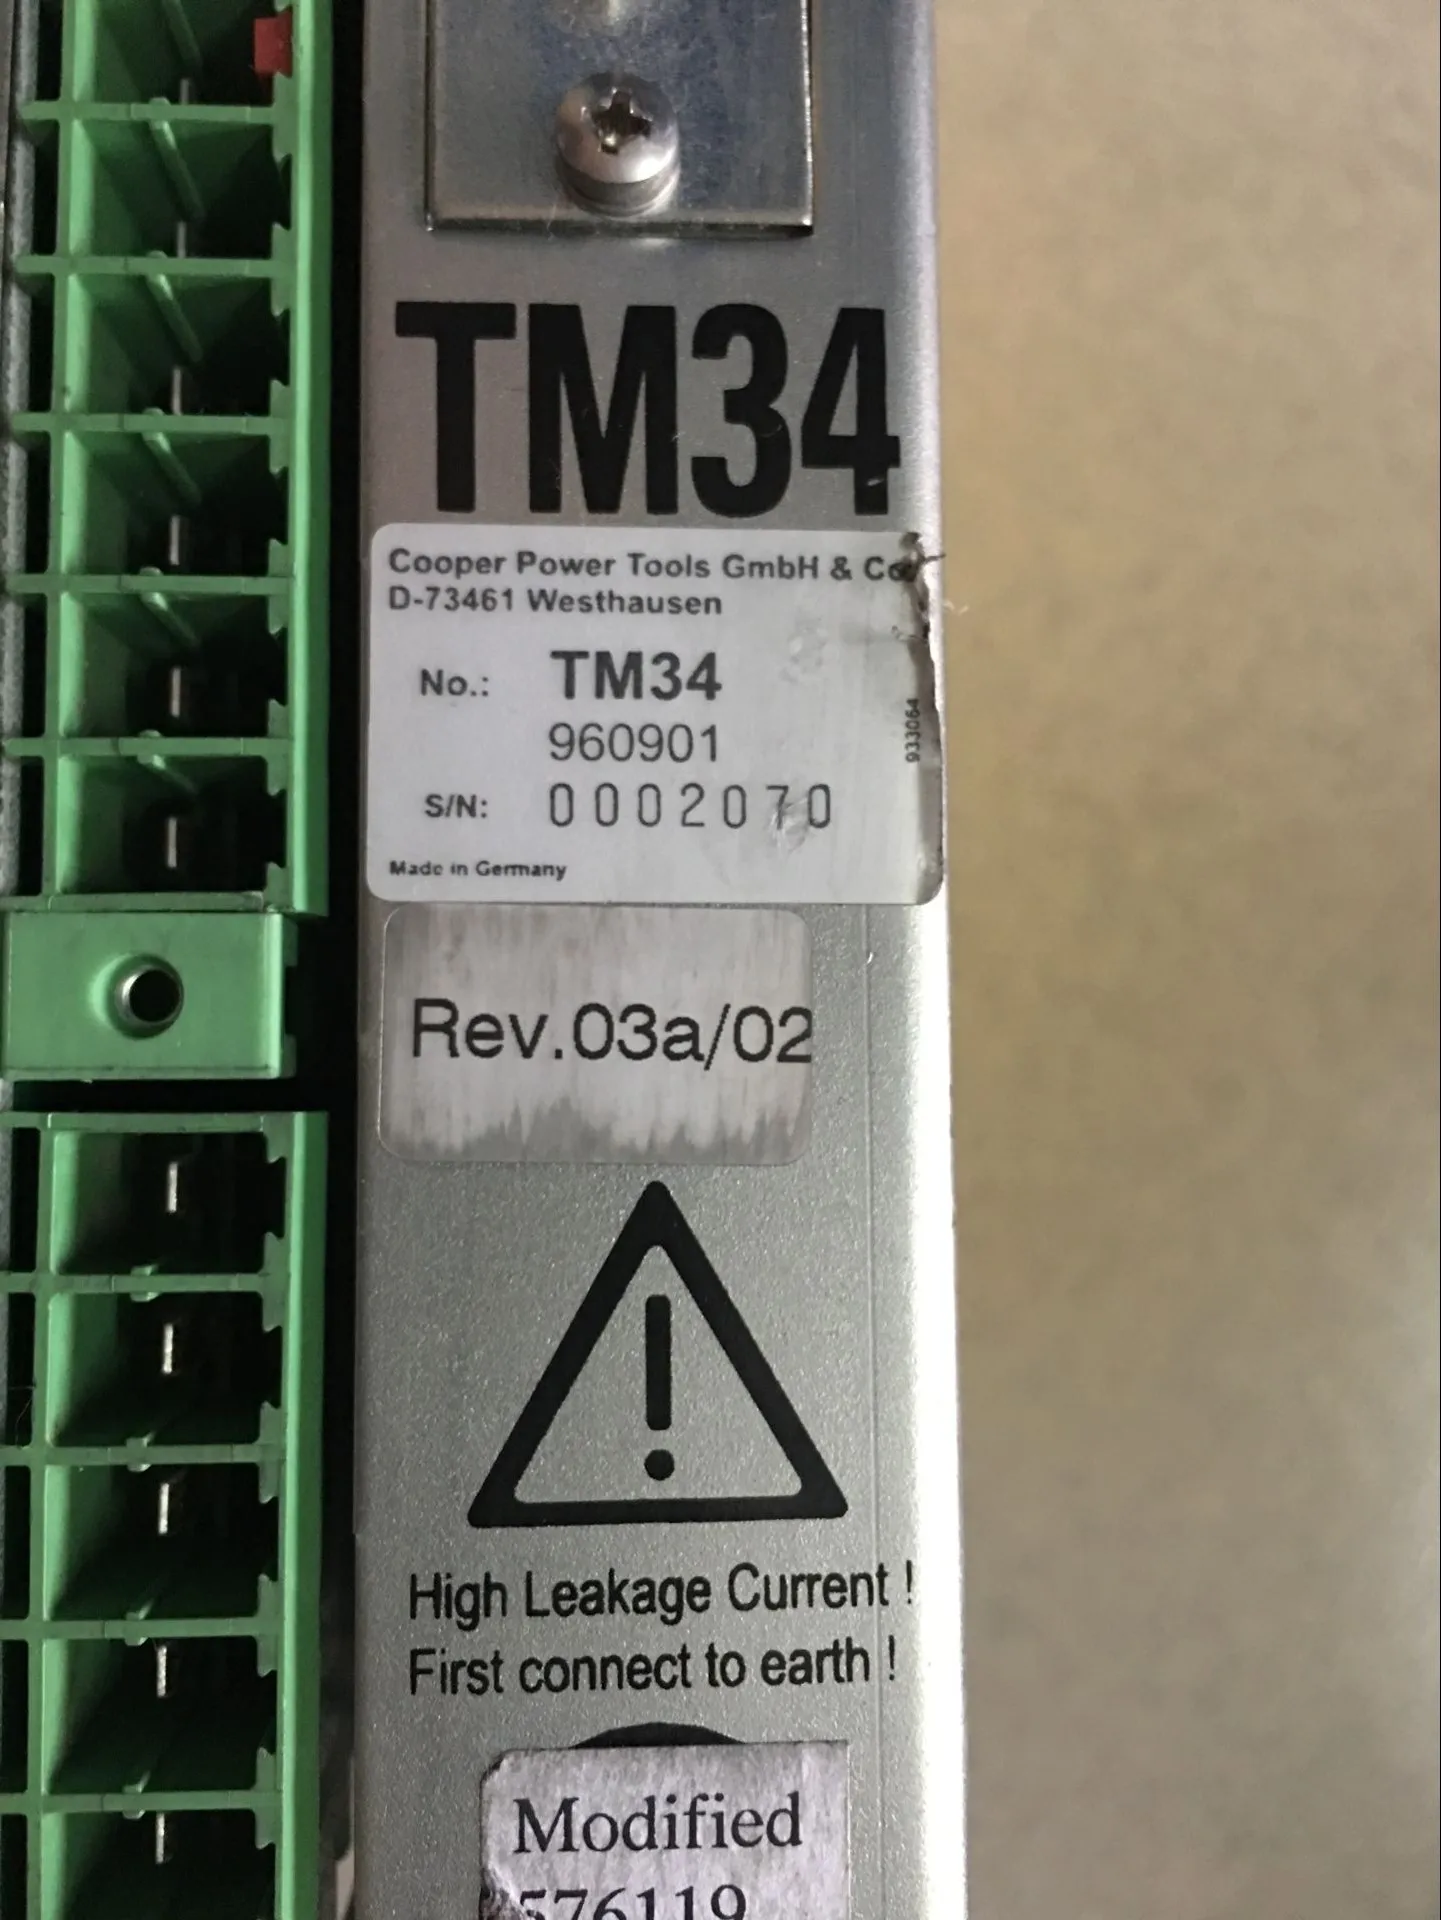 TM34
Cooper Power Tools GmbH & Co
D-73461 Westhausen
No.: TM34
960901
933064
S/N: 0002070
Made in Germany
Rev.03a/02
High Leakage Current !
First connect to earth !
Modified
576119